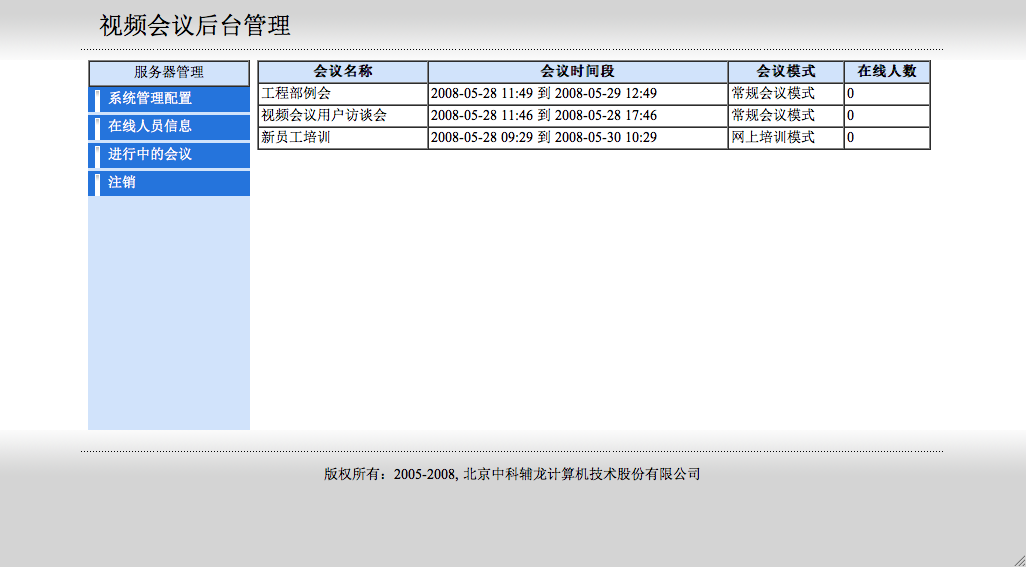 视频会议后台管理
服务器管理
系统管理配置
在线人员信息
进行中的会议
注销
会议名称 会议时间段 会议模式 在线人数
工程部例会 2008-05-28 11:49 到 2008-05-29 12:49 常规会议模式 0
视频会议用户访谈会 2008-05-28 11:46 到 2008-05-28 17:46 常规会议模式 0
新员工培训 2008-05-28 09:29 到 2008-05-30 10:29 网上培训模式 0
版权所有：2005-2008, 北京中科辅龙计算机技术股份有限公司